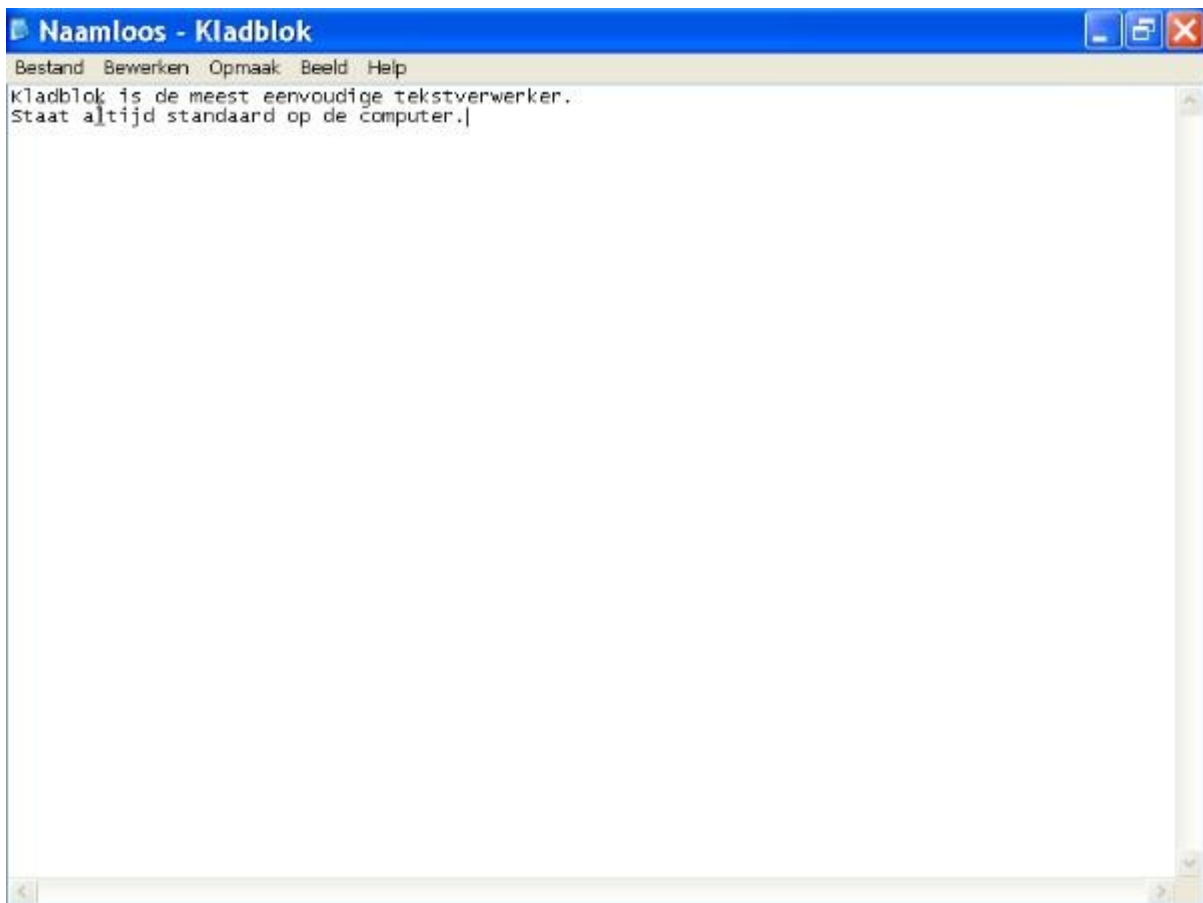 Naamloos - Kladblok
Bestand Bewerken Opmaak Beeld Help
Kladblok is de meest eenvoudige tekstverwerker.
Staat altijd standaard op de computer.